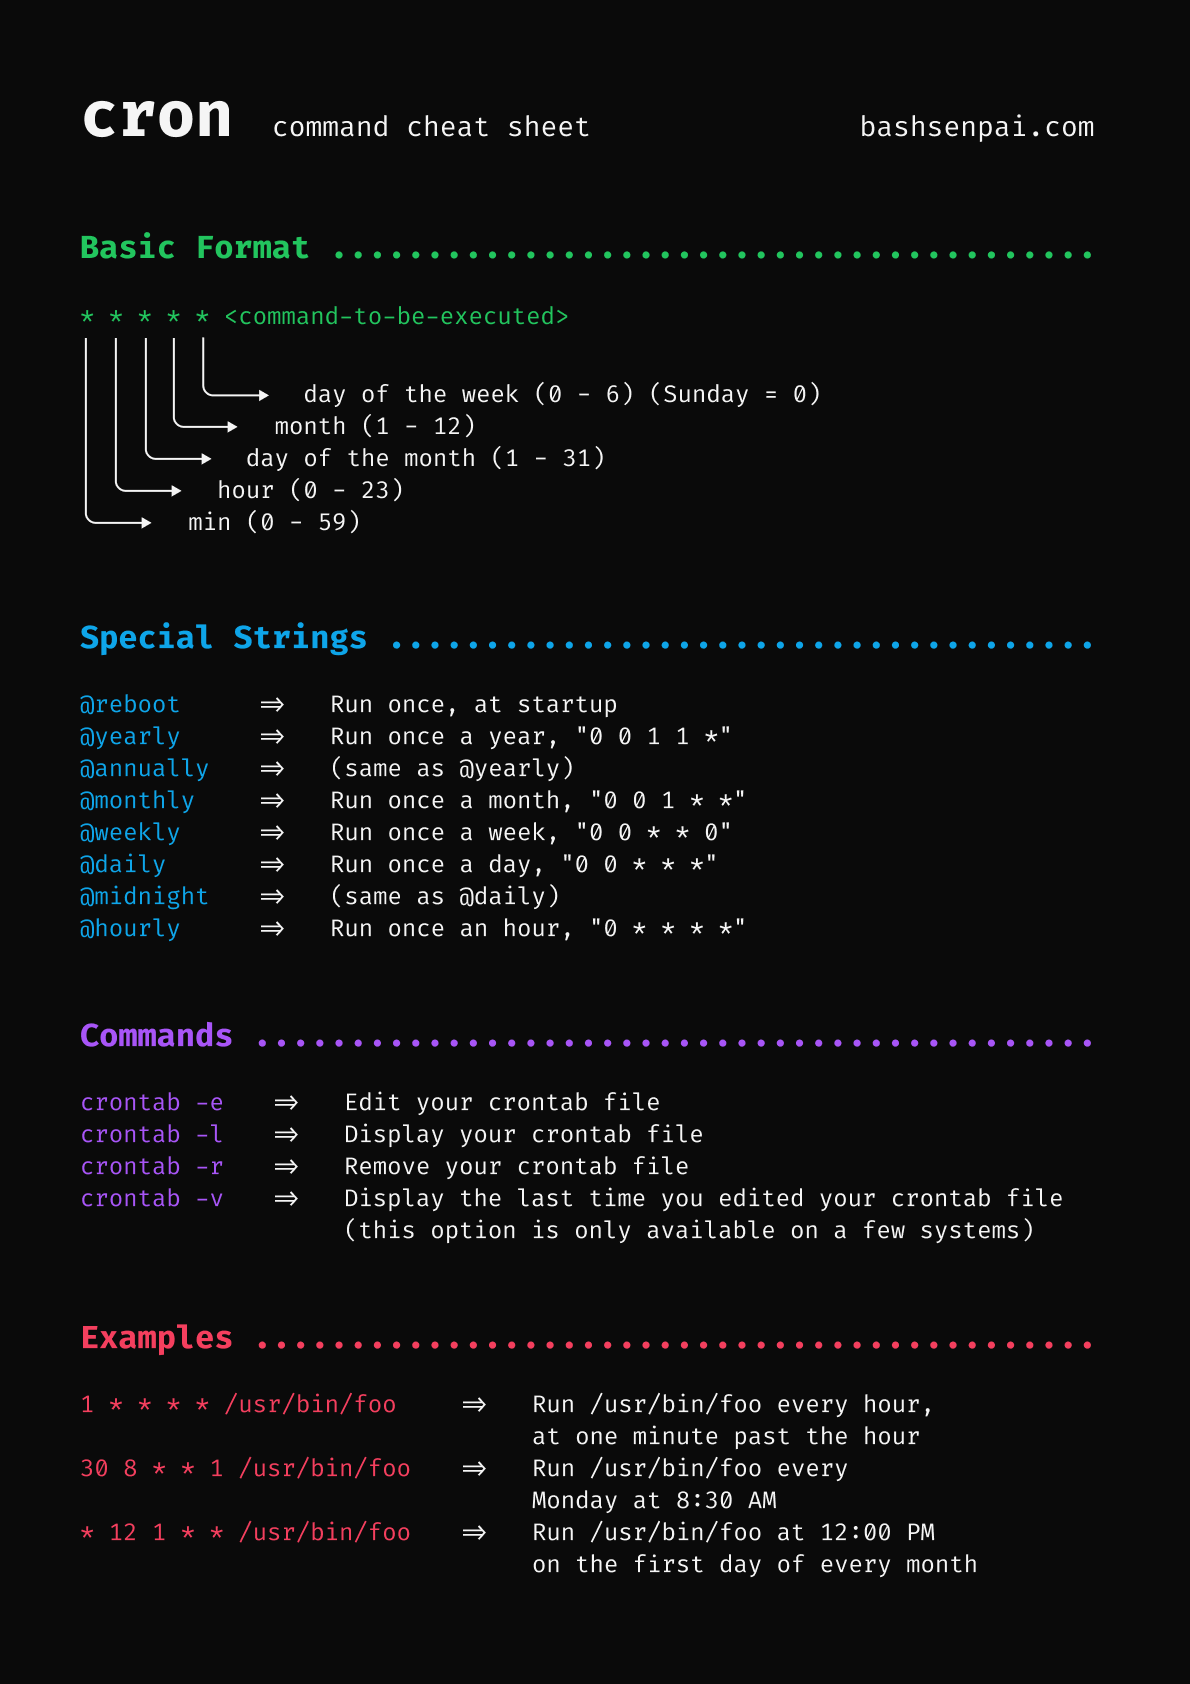 cron command cheat sheet bashsenpai.com
Basic Format ........................................
* * * * * <command-to-be-executed>
day of the week (0 - 6) (Sunday = 0)
month (1 - 12)
day of the month (1 - 31)
hour (0 - 23)
min (0 - 59)
Special Strings .....................................
@reboot => Run once, at startup
@yearly => Run once a year, "0 0 1 1 *"
@annually => (same as @yearly)
@monthly => Run once a month, "0 0 1 * *"
@weekly => Run once a week, "0 0 * * 0"
@daily => Run once a day, "0 0 * * *"
@midnight => (same as @daily)
@hourly => Run once an hour, "0 * * * *"
Commands ............................................
crontab -e => Edit your crontab file
crontab -l => Display your crontab file
crontab -r => Remove your crontab file
crontab -v => Display the last time you edited your crontab file
(this option is only available on a few systems)
Examples ............................................
1 * * * * /usr/bin/foo => Run /usr/bin/foo every hour,
at one minute past the hour
30 8 * * 1 /usr/bin/foo => Run /usr/bin/foo every
Monday at 8:30 AM
* 12 1 * * /usr/bin/foo => Run /usr/bin/foo at 12:00 PM
on the first day of every month